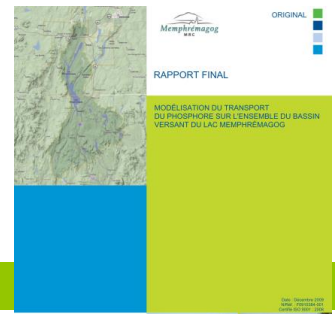 ORIGINAL
Memphrémagog
MRC
RAPPORT FINAL
MODÉLISATION DU TRANSPORT
DU PHOSPHORE SUR L'ENSEMBLE DU BASSIN
VERSANT DU LAC MEMPHRÉMAGOG